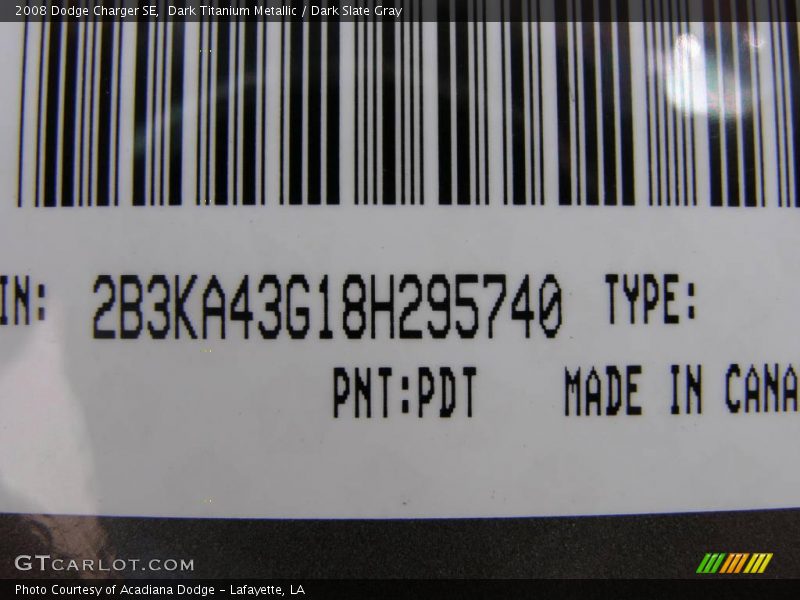 2008 Dodge Charger SE,  Dark Titanium Metallic / Dark Slate Gray
IN: 2B3KA43G18H295740 TYPE:
PNT:PDT MADE IN CANA
GTCARLOT.COM
Photo Courtesy of Acadiana Dodge - Lafayette, LA